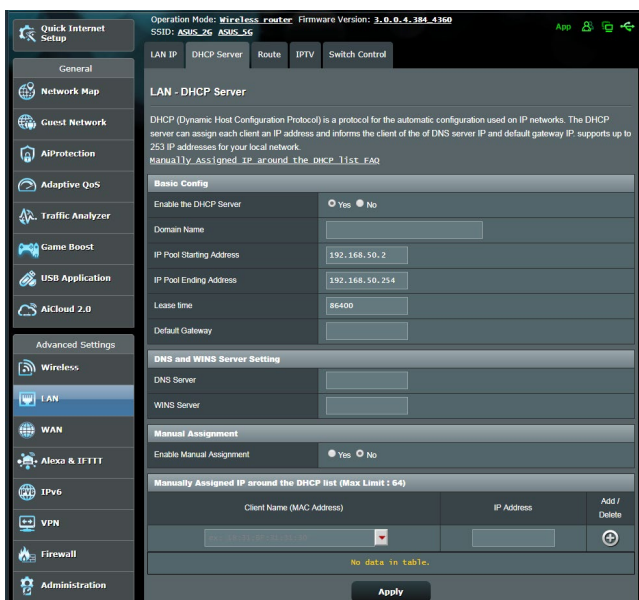 Quick Internet Setup
General
Network Map
Guest Network
AiProtection
Adaptive QoS
Traffic Analyzer
Game Boost
USB Application
AiCloud 2.0
Advanced Settings
Wireless
LAN
WAN
Alexa & IFTTT
IPv6
VPN
Firewall
Administration
Operation Mode: Wireless router Firmware Version: 3.0.0.4.384_4360
SSID: ASUS_2G ASUS_5G
App
LAN IP DHCP Server Route IPTV Switch Control
LAN - DHCP Server
DHCP (Dynamic Host Configuration Protocol) is a protocol for the automatic configuration used on IP networks. The DHCP
server can assign each client an IP address and informs the client of the of DNS server IP and default gateway IP. supports up to
253 IP addresses for your local network.
Manually Assigned IP around the DHCP list FAQ
Basic Config
Enable the DHCP Server Yes No
Domain Name
IP Pool Starting Address 192.168.50.2
IP Pool Ending Address 192.168.50.254
Lease time 86400
Default Gateway
DNS and WINS Server Setting
DNS Server
WINS Server
Manual Assignment
Enable Manual Assignment Yes No
Manually Assigned IP around the DHCP list (Max Limit : 64)
Client Name (MAC Address) IP Address Add / Delete
No data in table.
Apply